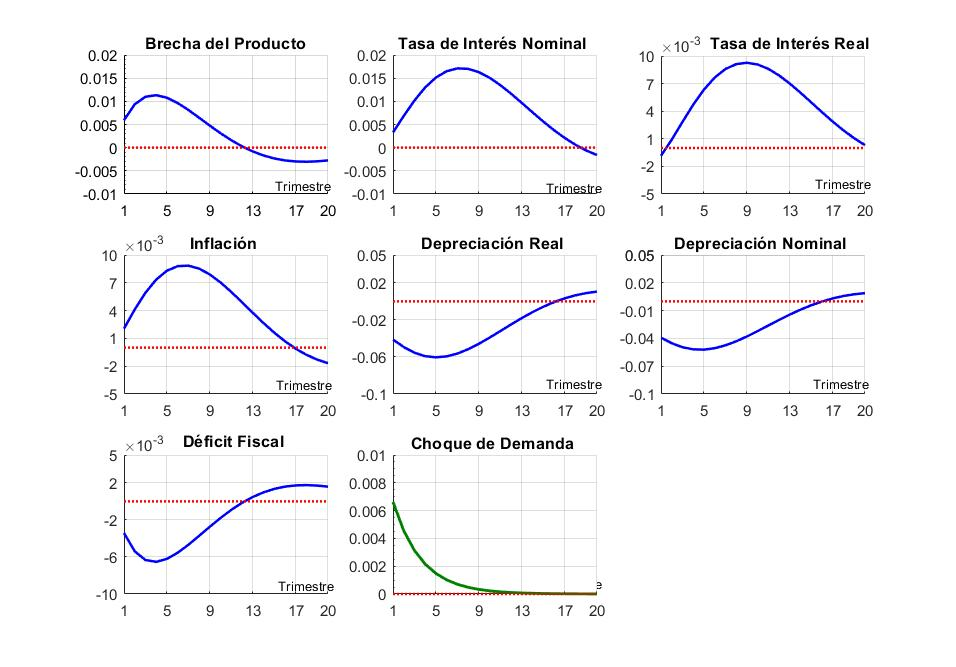 Brecha del Producto
0.02
0.015
0.01
0.005
0
-0.005
-0.01
Trimestre
1 5 9 13 17 20
Tasa de Interés Nominal
0.02
0.015
0.01
0.005
0
-0.005
-0.01
Trimestre
1 5 9 13 17 20
×10-3 Tasa de Interés Real
10
7
4
1
-2
-5
Trimestre
1 5 9 13 17 20
×10-3 Inflación
10
7
4
1
-2
-5
Trimestre
1 5 9 13 17 20
Depreciación Real
0.05
0.02
-0.02
-0.06
-0.1
Trimestre
1 5 9 13 17 20
Depreciación Nominal
0.05
0.02
-0.01
-0.04
-0.07
-0.1
Trimestre
1 5 9 13 17 20
×10-3 Déficit Fiscal
5
2
-2
-6
-10
Trimestre
1 5 9 13 17 20
Choque de Demanda
0.01
0.008
0.006
0.004
0.002
0
e
1 5 9 13 17 20